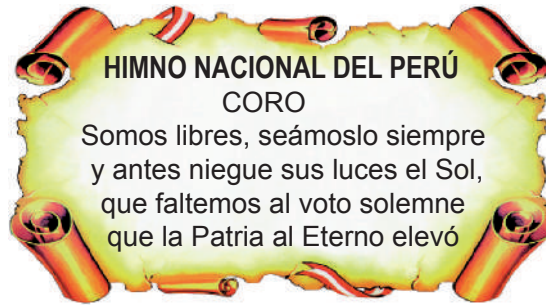 HIMNO NACIONAL DEL PERÚ
CORO
Somos libres, seámoslo siempre
y antes niegue sus luces el Sol,
que faltemos al voto solemne
que la Patria al Eterno elevó